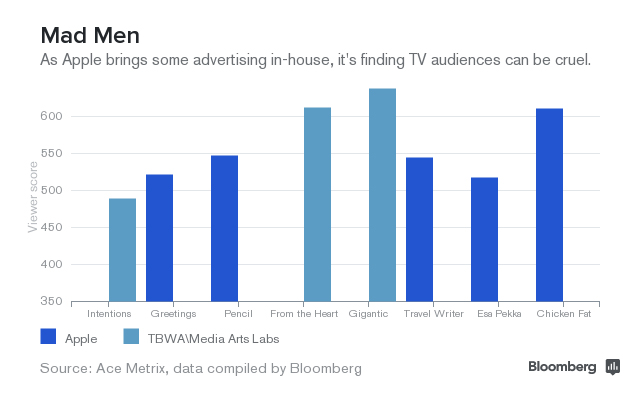 Mad Men
As Apple brings some advertising in-house, it's finding TV audiences can be cruel.
Viewer score
600
550
500
450
400
350
Intentions Greetings Pencil From the Heart Gigantic Travel Writer Esa Pekka Chicken Fat
Apple TBWA\Media Arts Labs
Source: Ace Metrix, data compiled by Bloomberg
Bloomberg